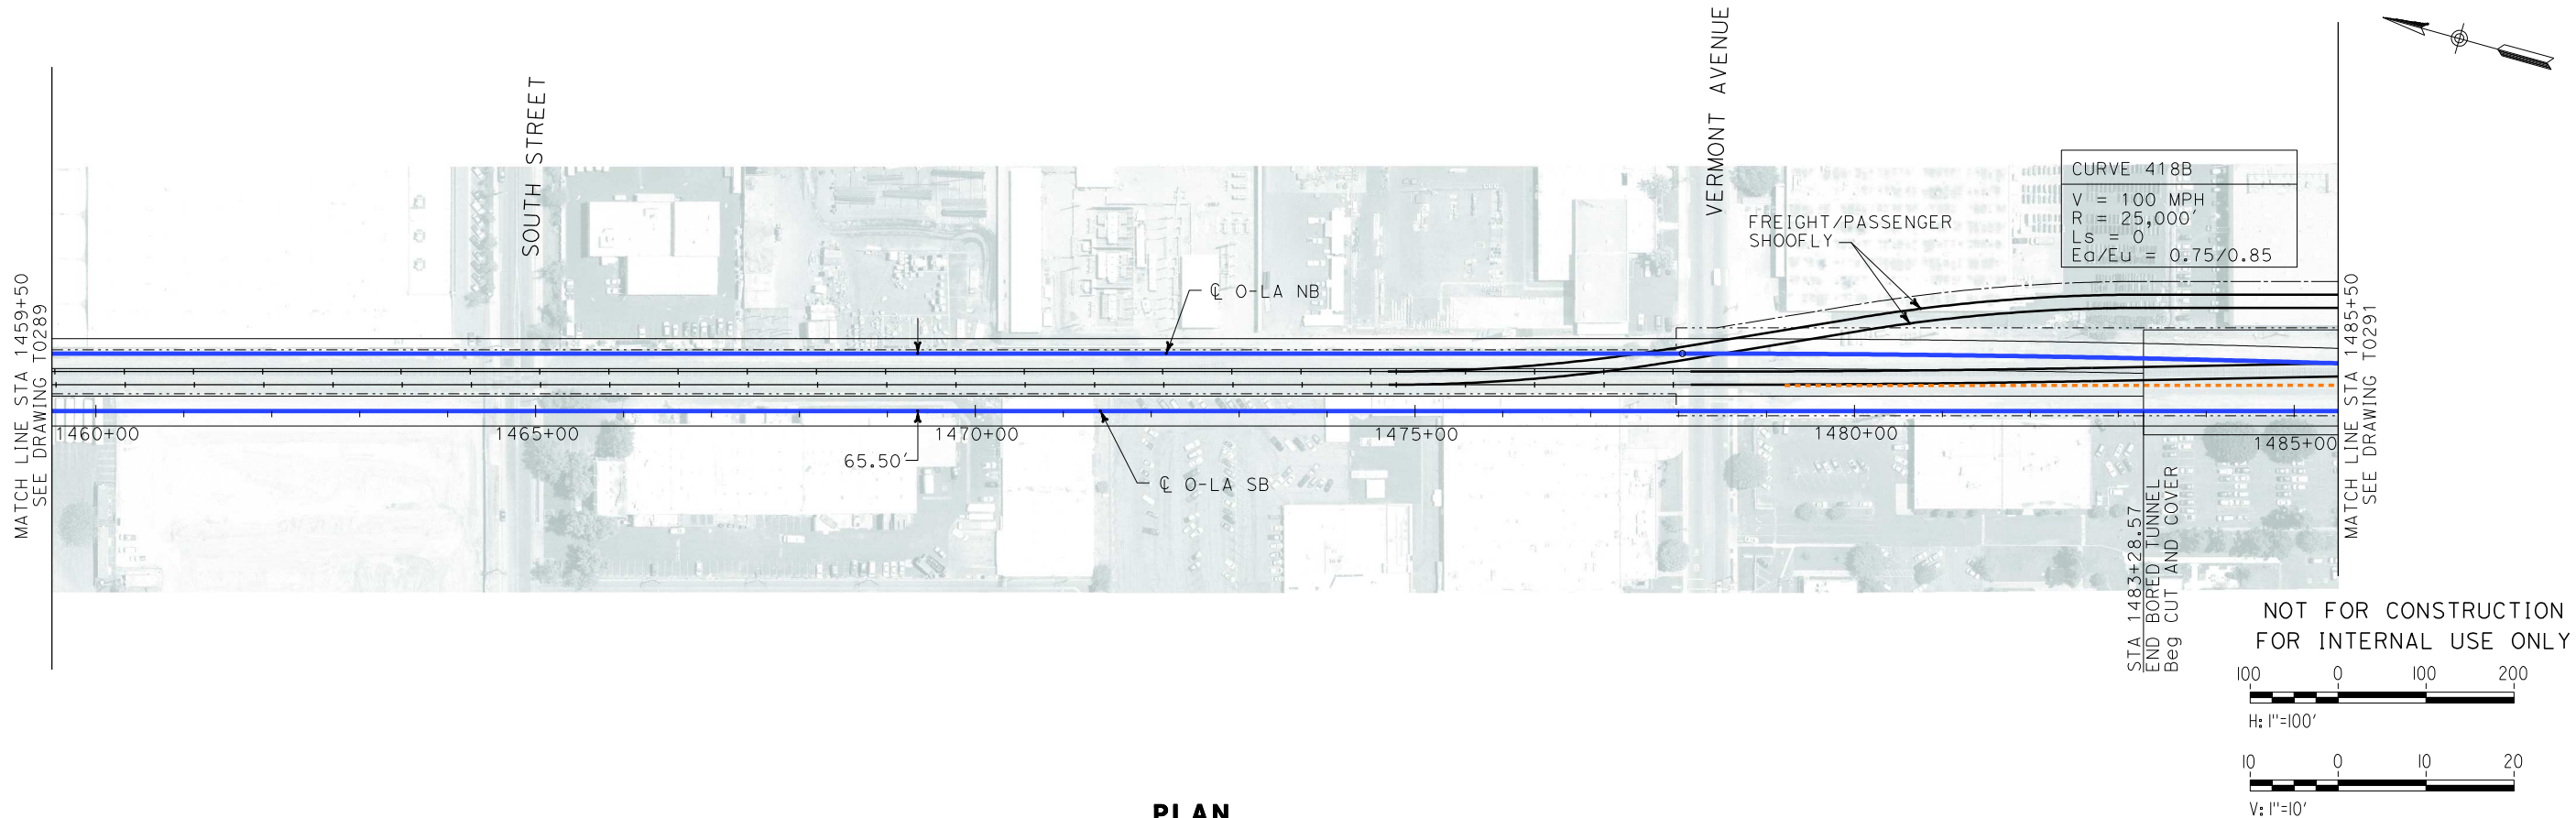 SOUTH STREET
VERMONT AVENUE
CURVE 418B
V = 100 MPH
R = 25,000'
Ls = 0'
Ea/Eu = 0.75/0.85
FREIGHT/PASSENGER
SHOOFLY
℄ O-LA NB
MATCH LINE STA 1459+50
SEE DRAWING T0289
MATCH LINE STA 1485+50
SEE DRAWING T0291
1460+00
1465+00
1470+00
1475+00
1480+00
1485+00
65.50'
℄ O-LA SB
STA 1483+28.57
END BORED TUNNEL
Beg CUT AND COVER
NOT FOR CONSTRUCTION
FOR INTERNAL USE ONLY
100 0 100 200
H: 1"=100'
10 0 10 20
V: 1"=10'
PLAN